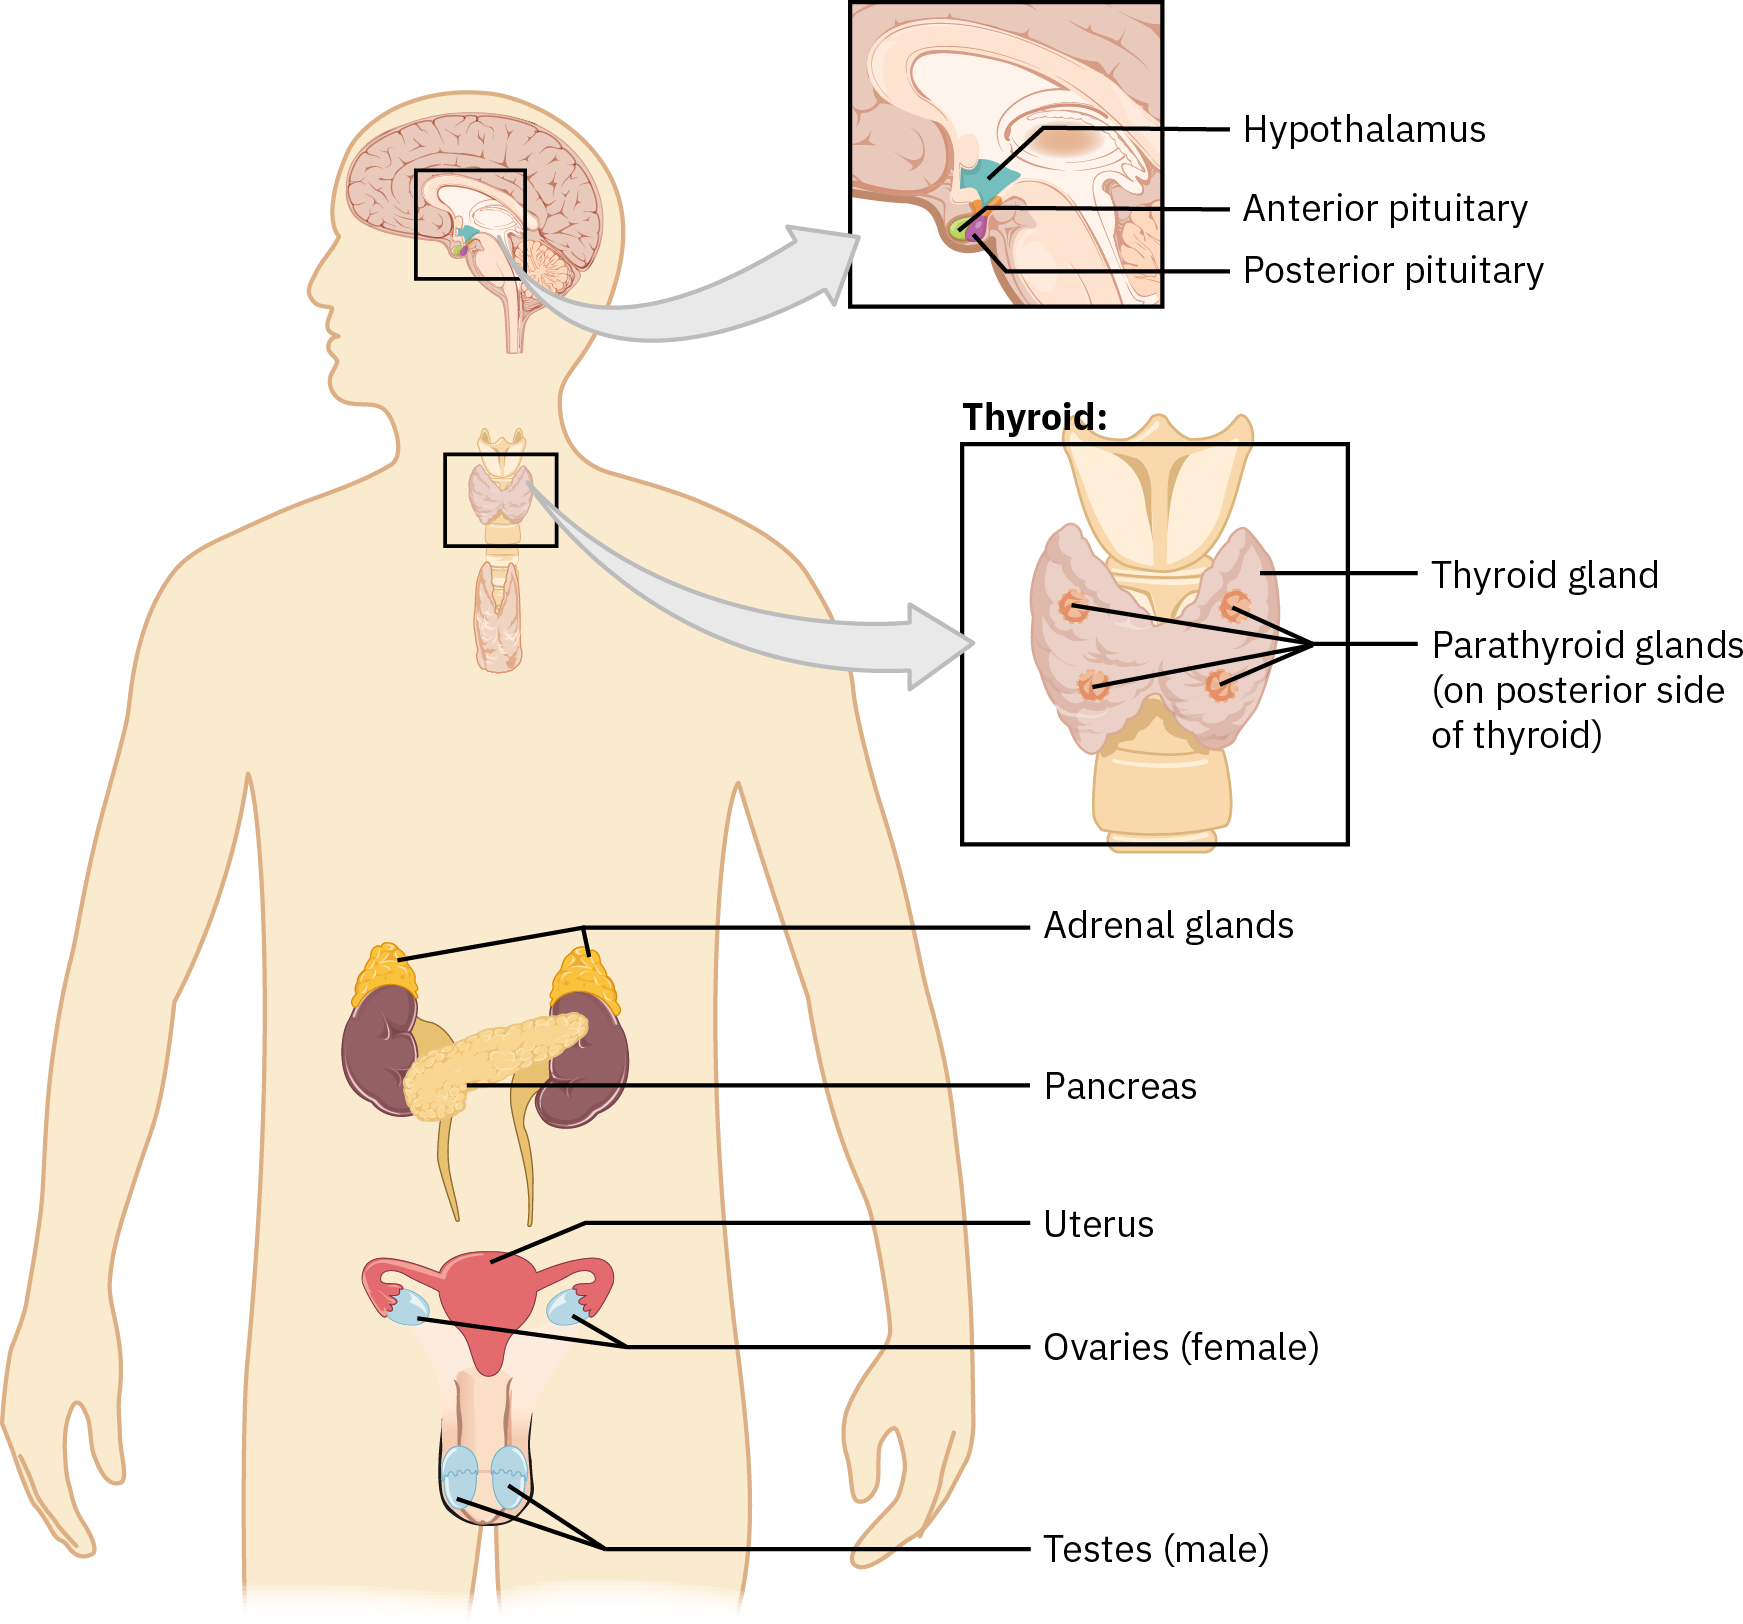 Hypothalamus
Anterior pituitary
Posterior pituitary
Thyroid:
Thyroid gland
Parathyroid glands
(on posterior side
of thyroid)
Adrenal glands
Pancreas
Uterus
Ovaries (female)
Testes (male)